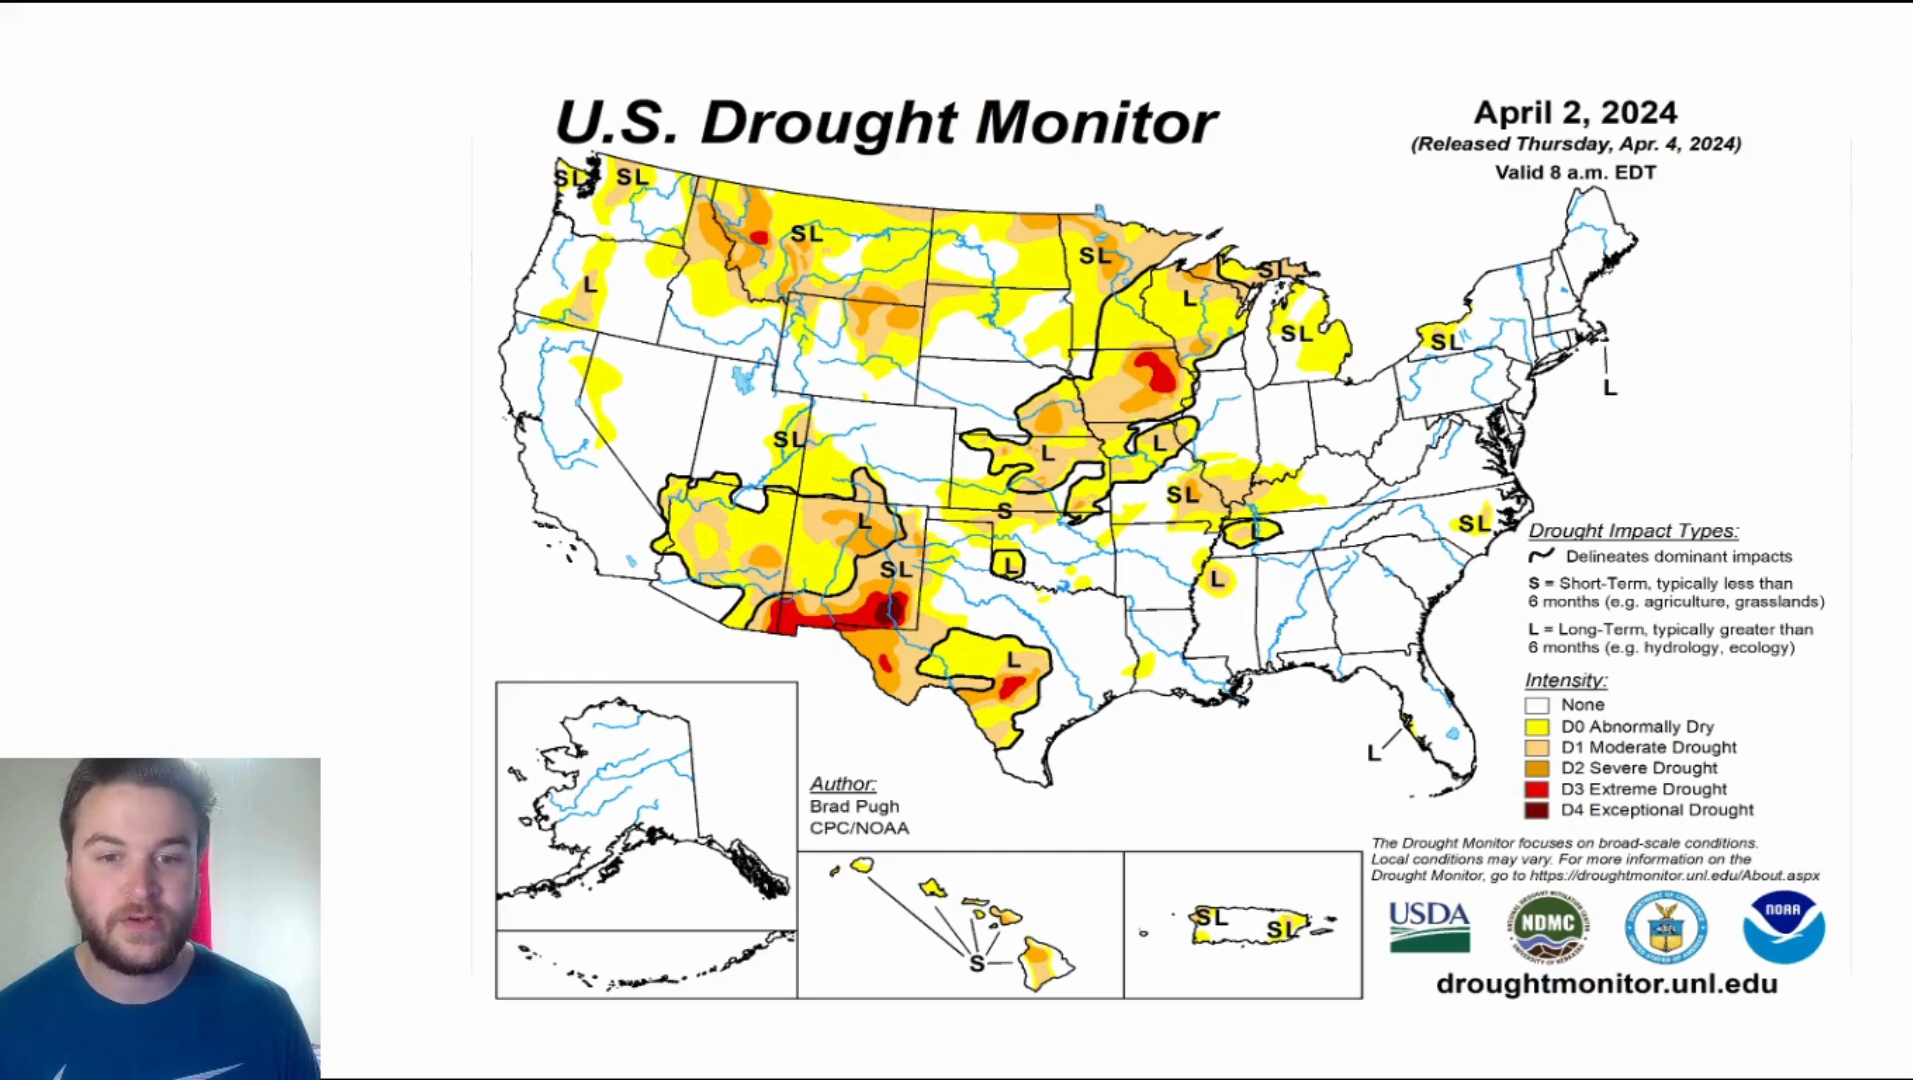 U.S. Drought Monitor
April 2, 2024
(Released Thursday, Apr. 4, 2024)
Valid 8 a.m. EDT
SL
SL
SL
L
SL
L
SL
SL
SL
L
SL
L
L
SL
S
L
SL
SL
L
L
L
L
L
L
Drought Impact Types:
Delineates dominant impacts
S = Short-Term, typically less than
6 months (e.g. agriculture, grasslands)
L = Long-Term, typically greater than
6 months (e.g. hydrology, ecology)
Intensity:
None
D0 Abnormally Dry
D1 Moderate Drought
D2 Severe Drought
D3 Extreme Drought
D4 Exceptional Drought
Author:
Brad Pugh
CPC/NOAA
S
SL
SL
The Drought Monitor focuses on broad-scale conditions.
Local conditions may vary. For more information on the
Drought Monitor, go to https://droughtmonitor.unl.edu/About.aspx
USDA
NDMC
NOAA
droughtmonitor.unl.edu